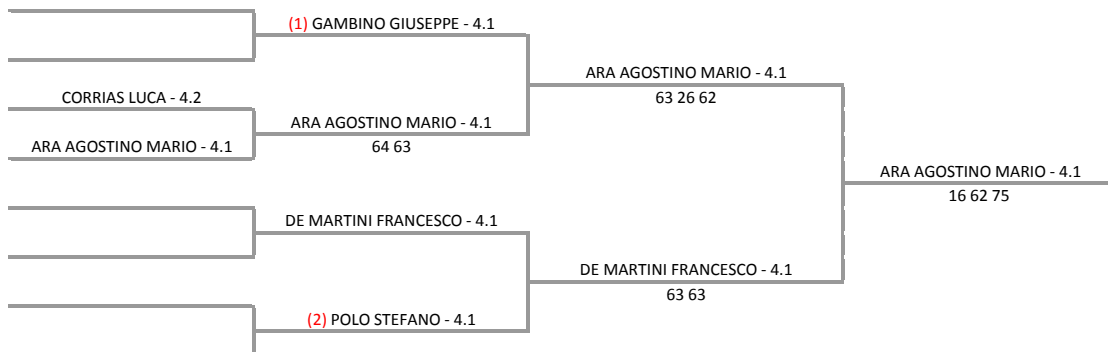 (1) GAMBINO GIUSEPPE - 4.1
ARA AGOSTINO MARIO - 4.1
63 26 62
CORRIAS LUCA - 4.2
ARA AGOSTINO MARIO - 4.1
64 63
ARA AGOSTINO MARIO - 4.1
ARA AGOSTINO MARIO - 4.1
16 62 75
DE MARTINI FRANCESCO - 4.1
DE MARTINI FRANCESCO - 4.1
63 63
(2) POLO STEFANO - 4.1